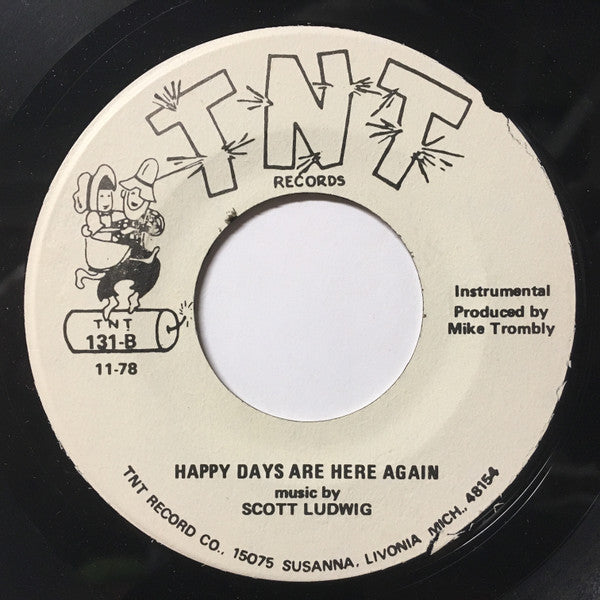 TNT
RECORDS
TNT
131-B
11-78
Instrumental
Produced by
Mike Trombly
HAPPY DAYS ARE HERE AGAIN
music by
SCOTT LUDWIG
TNT RECORD CO., 15075 SUSANNA, LIVONIA MICH., 48154